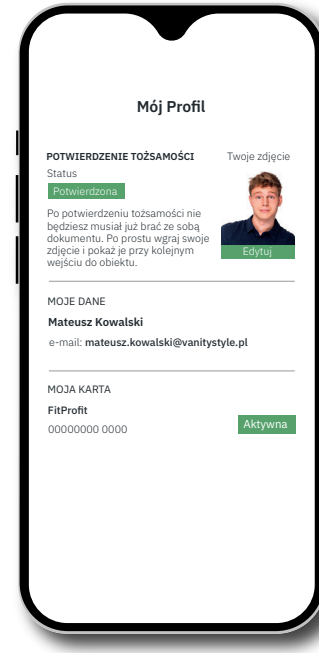 Mój Profil
POTWIERDZENIE TOŻSAMOŚCI
Twoje zdjęcie
Status
Potwierdzona
Po potwierdzeniu tożsamości nie
będziesz musiał już brać ze sobą
dokumentu. Po prostu wgraj swoje
zdjęcie i pokaż je przy kolejnym
wejściu do obiektu.
Edytuj
MOJE DANE
Mateusz Kowalski
e-mail: mateusz.kowalski@vanitystyle.pl
MOJA KARTA
FitProfit
00000000 0000
Aktywna